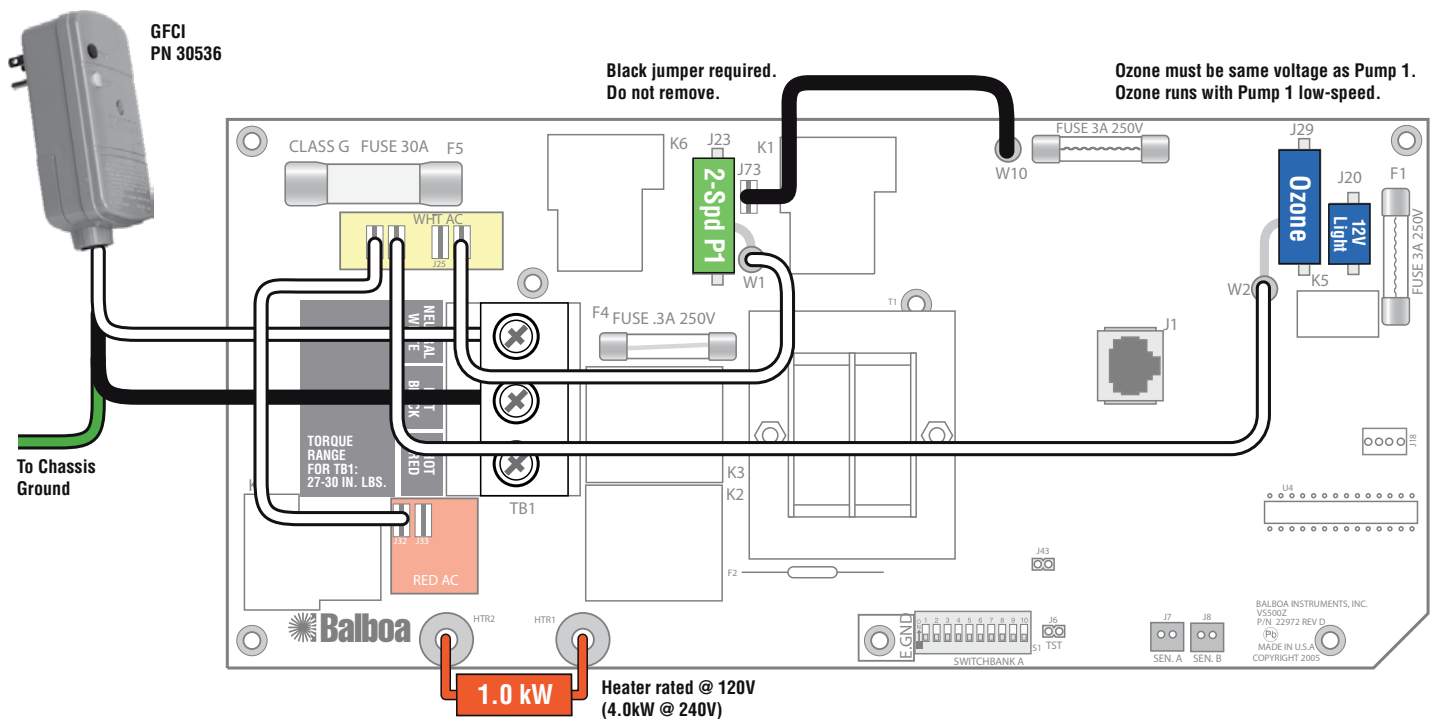 GFCI
PN 30536
Black jumper required.
Do not remove.
Ozone must be same voltage as Pump 1.
Ozone runs with Pump 1 low-speed.
CLASS G FUSE 30A F5
K6
J23
J73
K1
W10
FUSE 3A 250V
J29
J20
F1
FUSE 3A 250V
WHT AC
J25
2-Spd P1
W1
Ozone
12V
Light
K5
W2
F4
FUSE .3A 250V
T1
J1
NEUTRAL
WHITE
TORQUE
RANGE
FOR TB1:
27-30 IN. LBS.
HOT
RED
TB1
K3
K2
To Chassis
Ground
K
J32
J33
RED AC
J18
U4
F2
J43
Balboa
HTR2
HTR1
E.GND
ON
1 2 3 4 5 6 7 8 9 10
S1
SWITCHBANK A
J6
TST
J7
SEN. A
J8
SEN. B
BALBOA INSTRUMENTS, INC.
VS500Z
P/N 22972 REV D
Pb
MADE IN U.S.A
COPYRIGHT 2005
1.0 kW
Heater rated @ 120V
(4.0kW @ 240V)